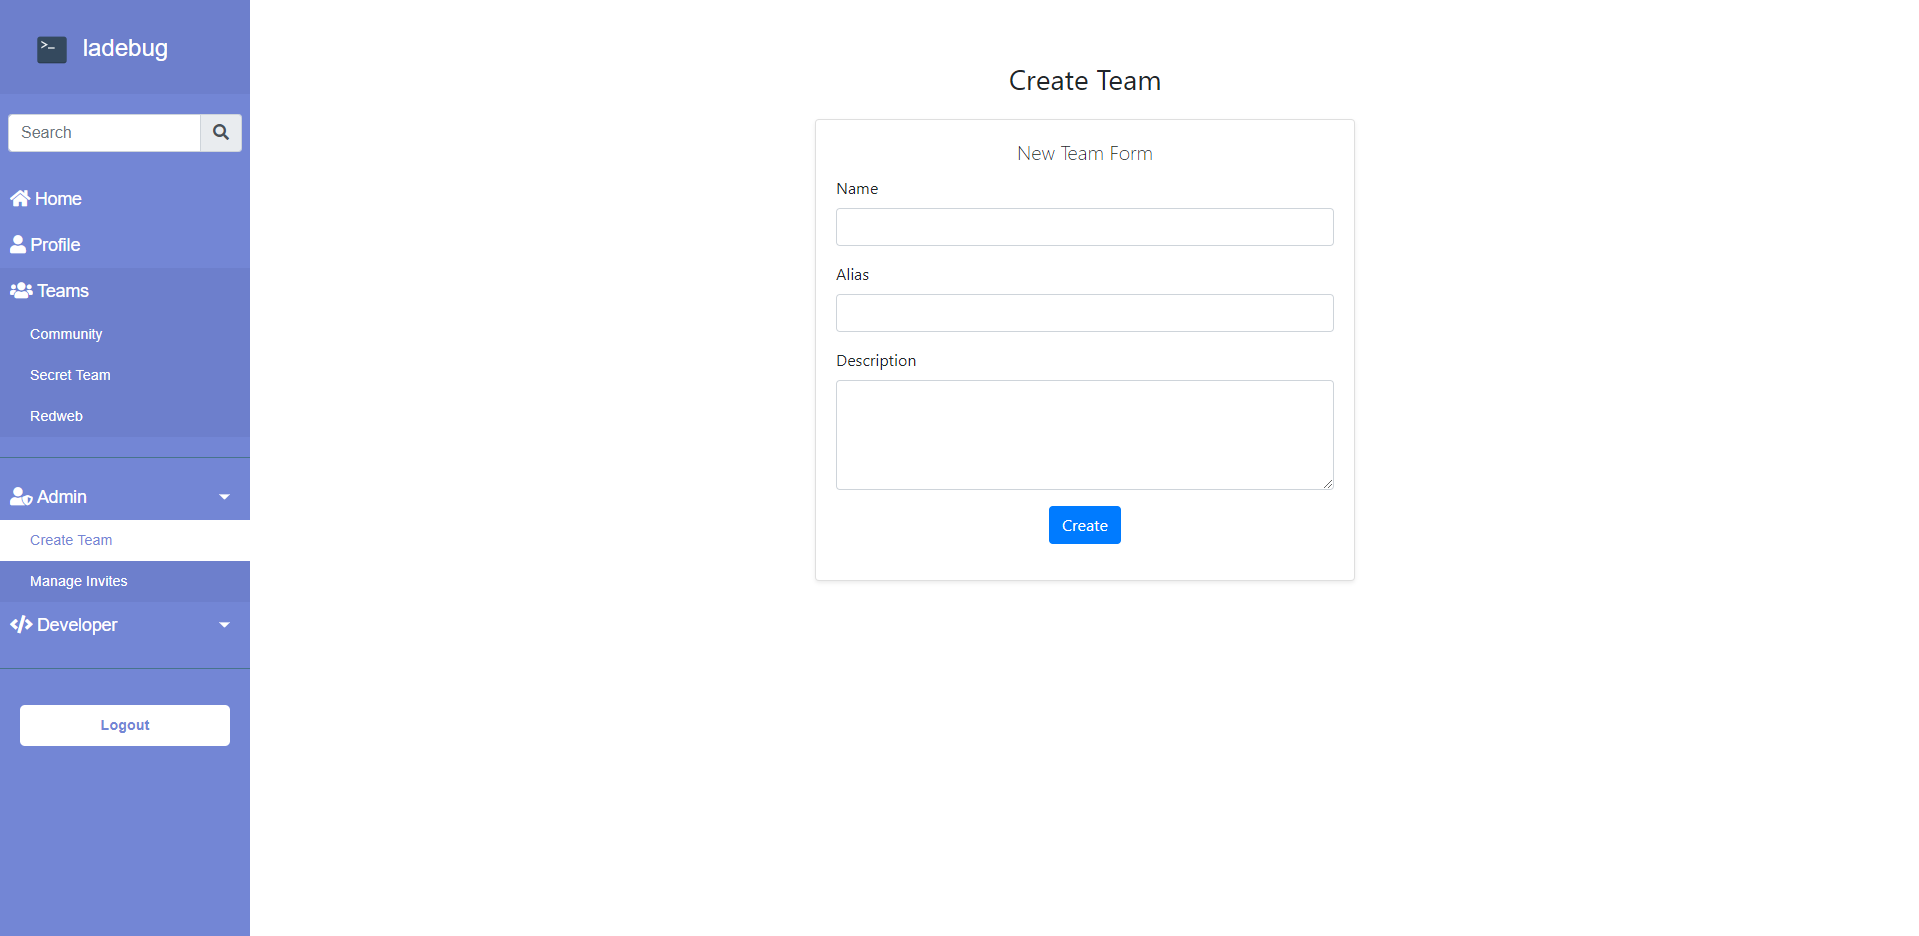 >_ ladebug
Search
Home
Profile
Teams
Community
Secret Team
Redweb
Admin
Create Team
Manage Invites
Developer
Logout
Create Team
New Team Form
Name
Alias
Description
Create